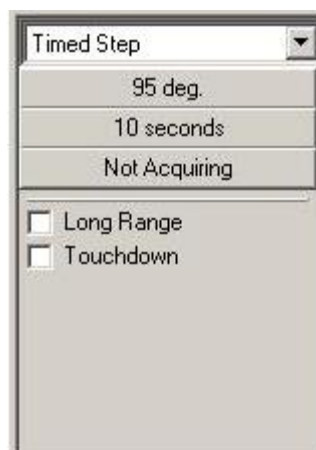 Timed Step
95 deg.
10 seconds
Not Acquiring
Long Range
Touchdown